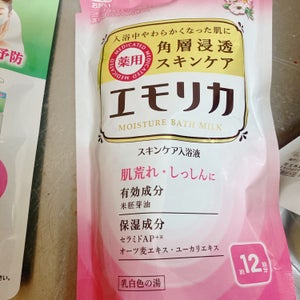 入浴中やわらかくなった肌に
薬用
MEDICATED
角層浸透
スキンケア
エモリカ
MOISTURE BATH MILK
スキンケア入浴液
肌荒れ・しっしんに
有効成分
米胚芽油
保湿成分
セラミドAP
オーツ麦エキス・ユーカリエキス
乳白色の湯
約12回分
予防